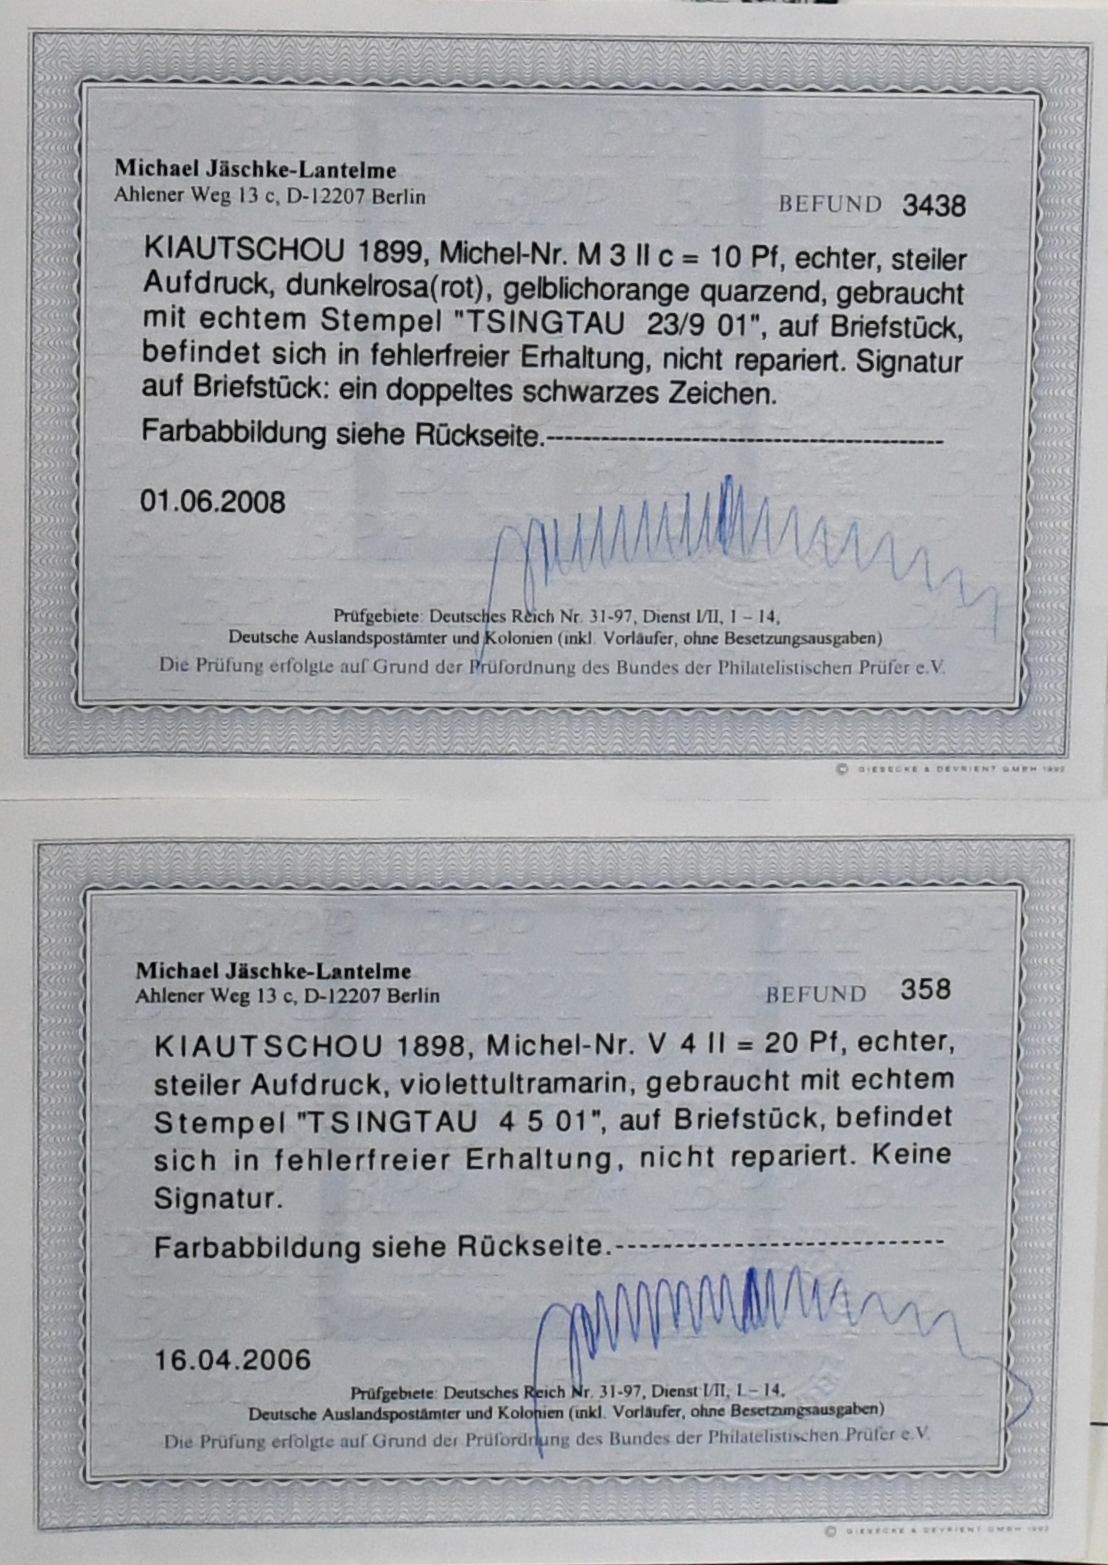 Michael Jäschke-Lantelme
Ahlener Weg 13 c, D-12207 Berlin
BEFUND 3438
KIAUTSCHOU 1899, Michel-Nr. M 3 II c = 10 Pf, echter, steiler
Aufdruck, dunkelrosa(rot), gelblichorange quarzend, gebraucht
mit echtem Stempel "TSINGTAU 23/9 01", auf Briefstück,
befindet sich in fehlerfreier Erhaltung, nicht repariert. Signatur
auf Briefstück: ein doppeltes schwarzes Zeichen.
Farbabbildung siehe Rückseite.--------------------------------------------
01.06.2008
Prüfgebiete: Deutsches Reich Nr. 31-97, Dienst I/II, 1 – 14,
Deutsche Auslandspostämter und Kolonien (inkl. Vorläufer, ohne Besetzungsausgaben)
Die Prüfung erfolgte auf Grund der Prüfordnung des Bundes der Philatelistischen Prüfer e.V.
© GIESECKE & DEVRIENT GMBH 1992
Michael Jäschke-Lantelme
Ahlener Weg 13 c, D-12207 Berlin
BEFUND 358
KIAUTSCHOU 1898, Michel-Nr. V 4 II = 20 Pf, echter,
steiler Aufdruck, violettultramarin, gebraucht mit echtem
Stempel "TSINGTAU 4 5 01", auf Briefstück, befindet
sich in fehlerfreier Erhaltung, nicht repariert. Keine
Signatur.
Farbabbildung siehe Rückseite.----------------------------
16.04.2006
Prüfgebiete: Deutsches Reich Nr. 31-97, Dienst I/II, 1 – 14,
Deutsche Auslandspostämter und Kolonien (inkl. Vorläufer, ohne Besetzungsausgaben)
Die Prüfung erfolgte auf Grund der Prüfordnung des Bundes der Philatelistischen Prüfer e.V.
© GIESECKE & DEVRIENT GMBH 1992